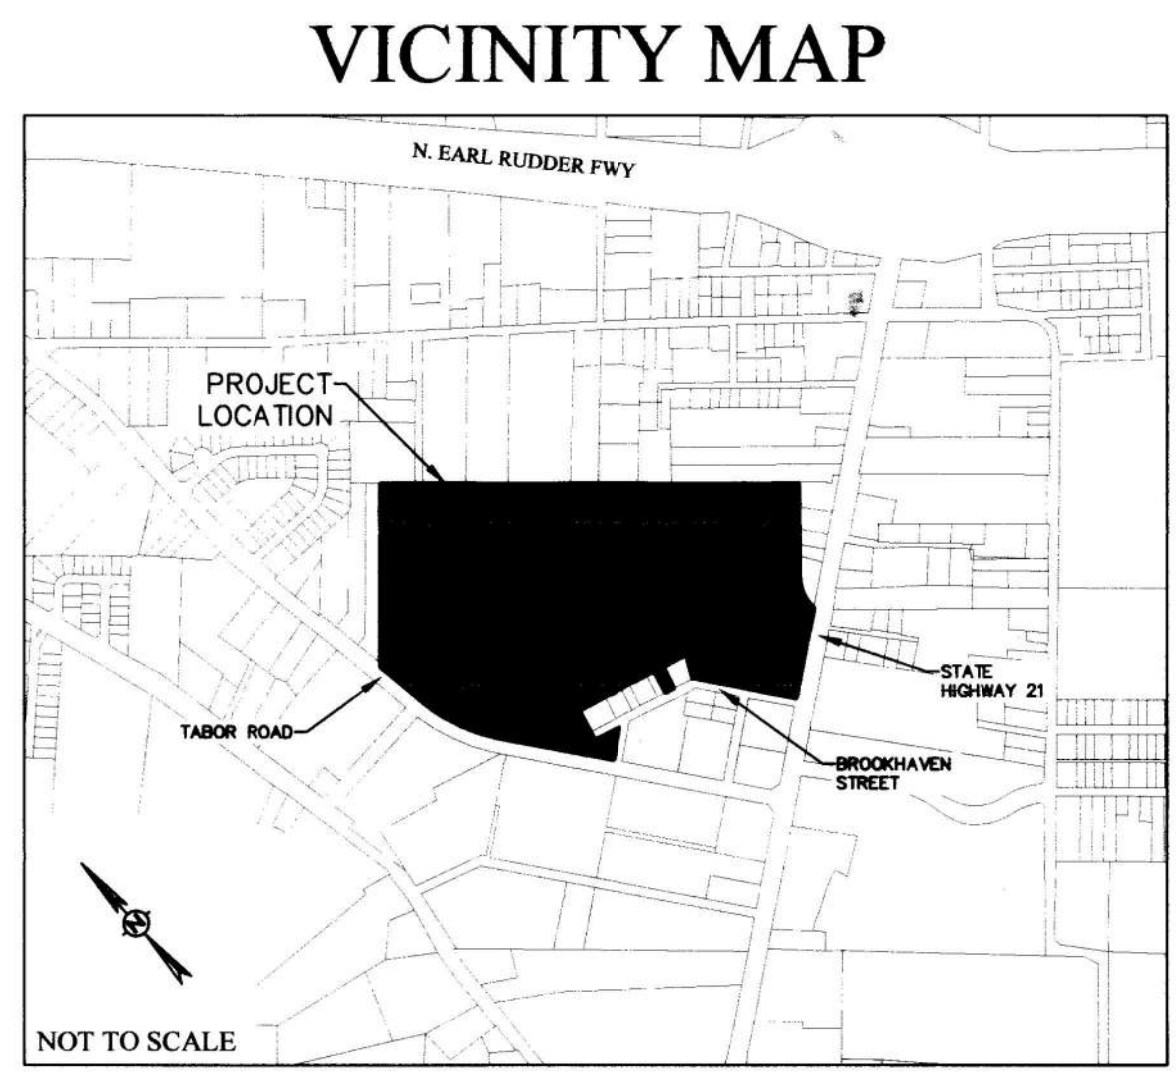 VICINITY MAP
N. EARL RUDDER FWY
PROJECT
LOCATION
STATE
HIGHWAY 21
TABOR ROAD
BROOKHAVEN
STREET
N
NOT TO SCALE